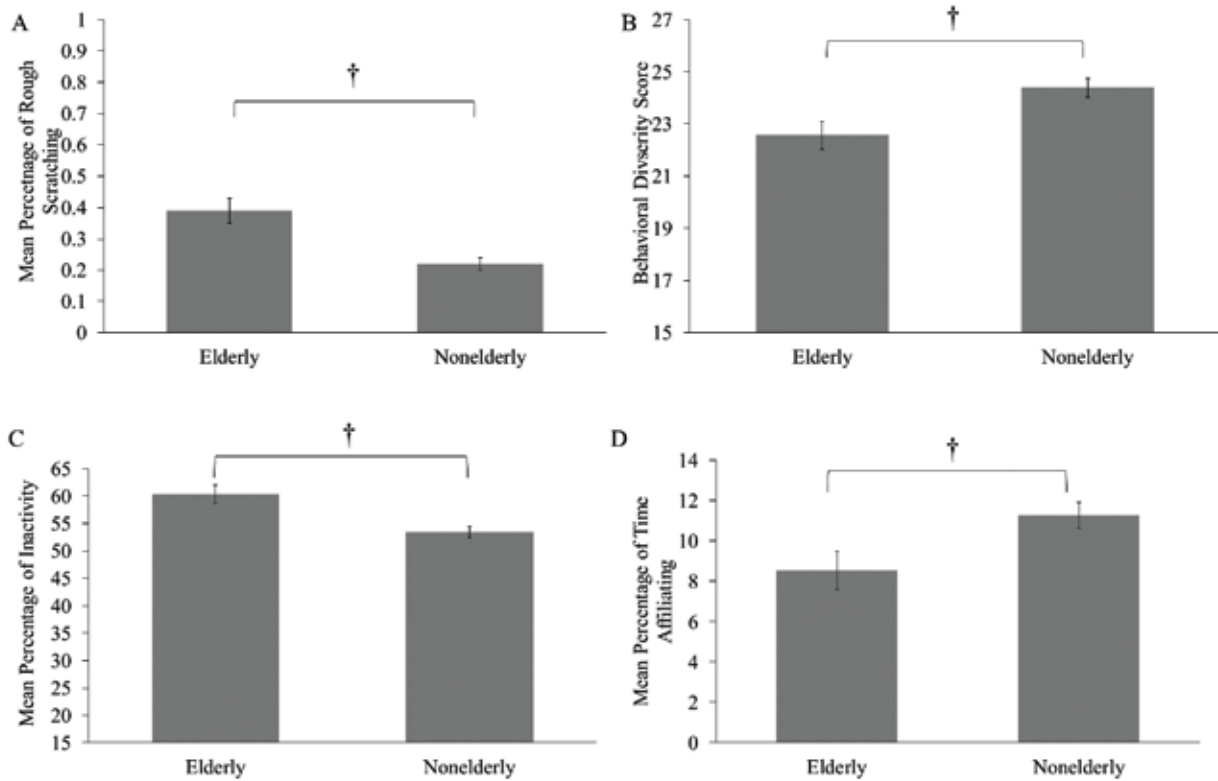 A
Mean Percetnage of Rough
Scratching
1
0.9
0.8
0.7
0.6
0.5
0.4
0.3
0.2
0.1
0
†
Elderly
Nonelderly
B
Behavioral Divserity Score
27
25
23
21
19
17
15
†
Elderly
Nonelderly
C
Mean Percentage of Inactivity
65
60
55
50
45
40
35
30
25
20
15
†
Elderly
Nonelderly
D
Mean Percentage of Time
Affiliating
14
12
10
8
6
4
2
0
†
Elderly
Nonelderly